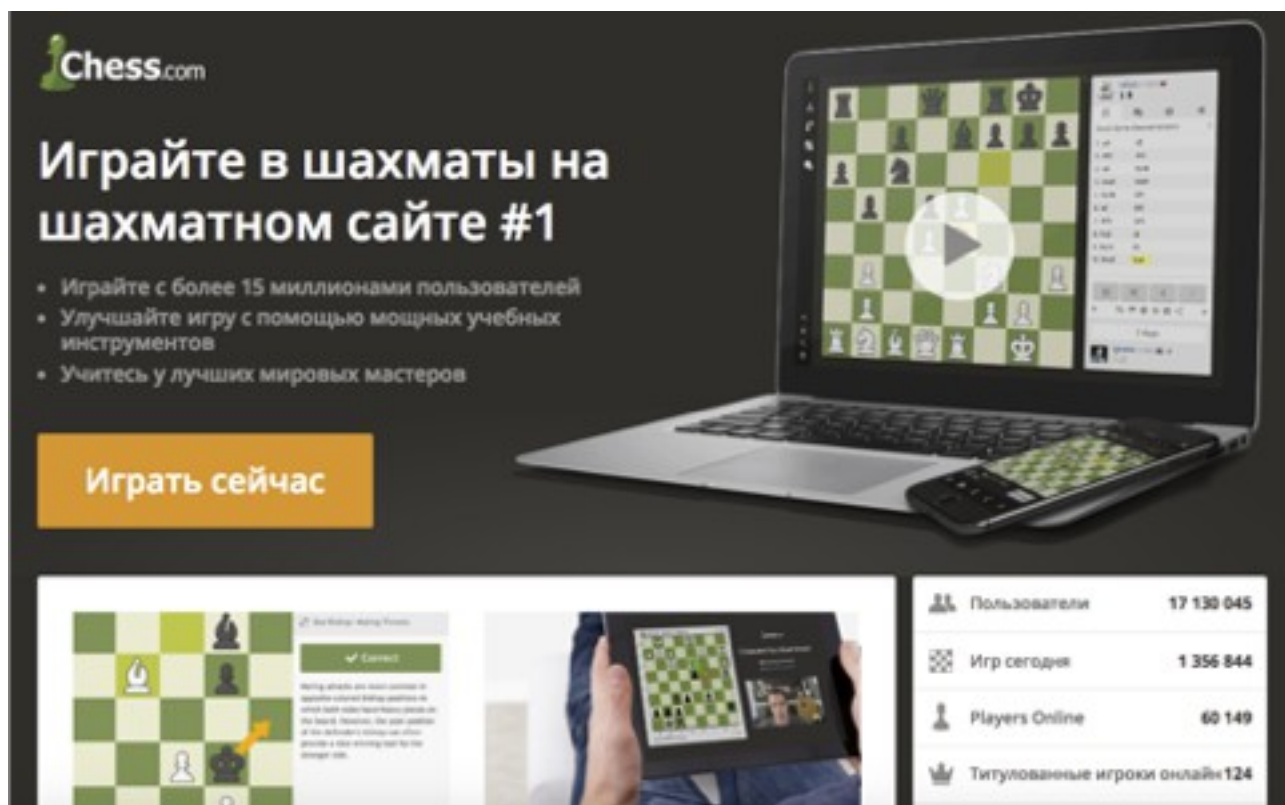 Chess.com
Играйте в шахматы на
шахматном сайте #1
• Играйте с более 15 миллионами пользователей
• Улучшайте игру с помощью мощных учебных
инструментов
• Учитесь у лучших мировых мастеров
Играть сейчас
Correct
Пользователи 17 130 045
Игр сегодня 1 356 844
Players Online 60 149
Титулованные игроки онлайн 124